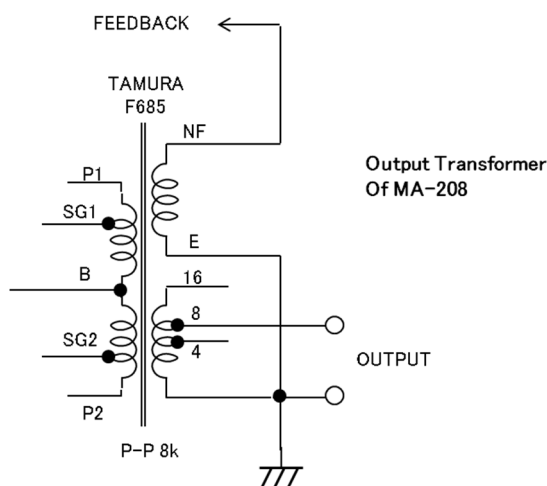 FEEDBACK
TAMURA
F685
NF
Output Transformer
Of MA-208
P1
SG1
E
B
16
8
SG2
4
OUTPUT
P2
P-P 8k